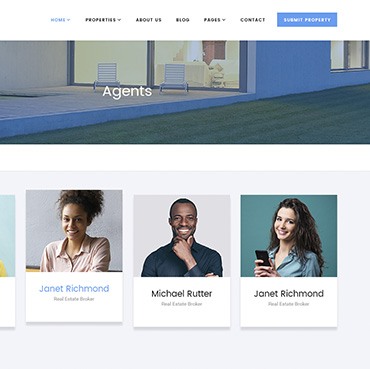 HOME PROPERTIES ABOUT US BLOG PAGES CONTACT SUBMIT PROPERTY
Agents
Janet Richmond Michael Rutter Janet Richmond
Real Estate Broker Real Estate Broker Real Estate Broker